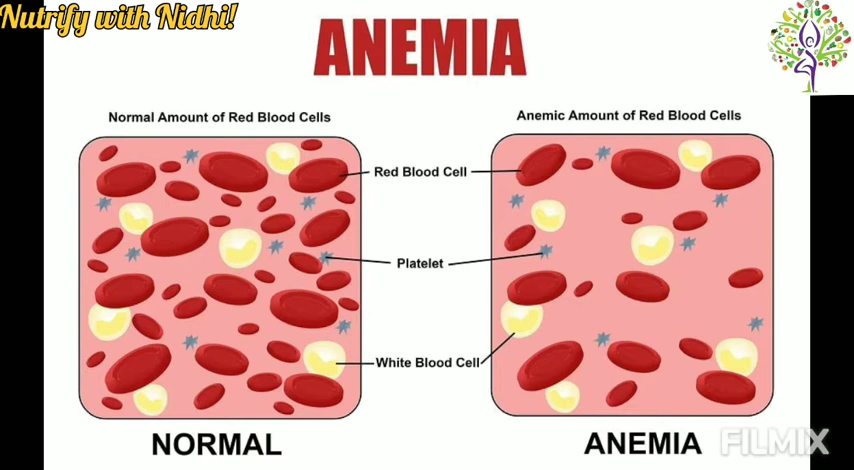 Nutrify with Nidhi!
ANEMIA
Normal Amount of Red Blood Cells
Anemic Amount of Red Blood Cells
Red Blood Cell
Platelet
White Blood Cell
NORMAL
ANEMIA
FILMIX